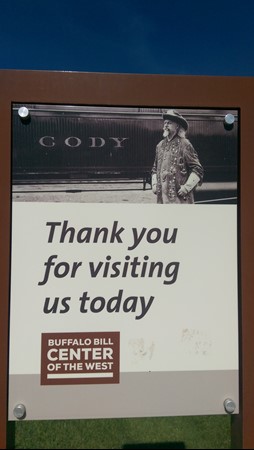 CODY
Thank you
for visiting
us today
BUFFALO BILL
CENTER
OF THE WEST